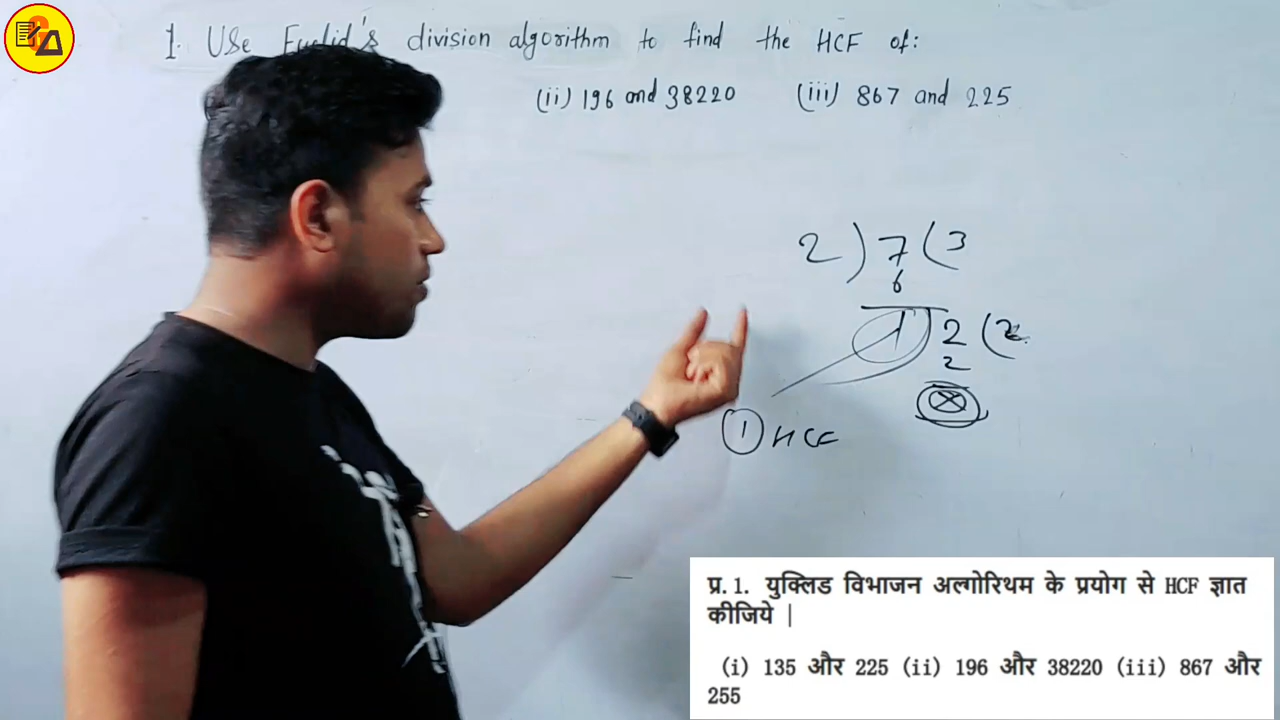 1. Use Euclid's division algorithm to find the HCF of:
(ii) 196 and 38220 (iii) 867 and 225
2 ) 7 ( 3
6
1 2 ( 2
2
1 HCF
प्र. 1. युक्लिड विभाजन अल्गोरिथम के प्रयोग से HCF ज्ञात
कीजिये |
(i) 135 और 225 (ii) 196 और 38220 (iii) 867 और
255